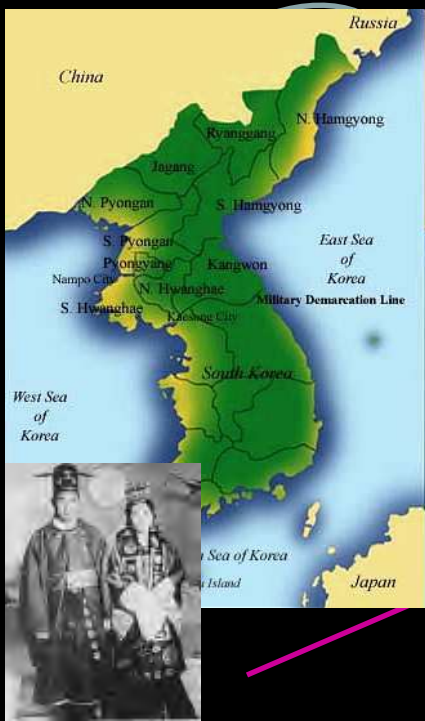 Russia
China
N. Hamgyong
Ryanggang
Jagang
N. Pyongan
S. Hamgyong
S. Pyongan
East Sea
of
Korea
Pyongyang
Kangwon
Nampo City
N. Hwanghae
Military Demarcation Line
S. Hwanghae
Kaesong City
South Korea
West Sea
of
Korea
Sea of Korea
Island
Japan